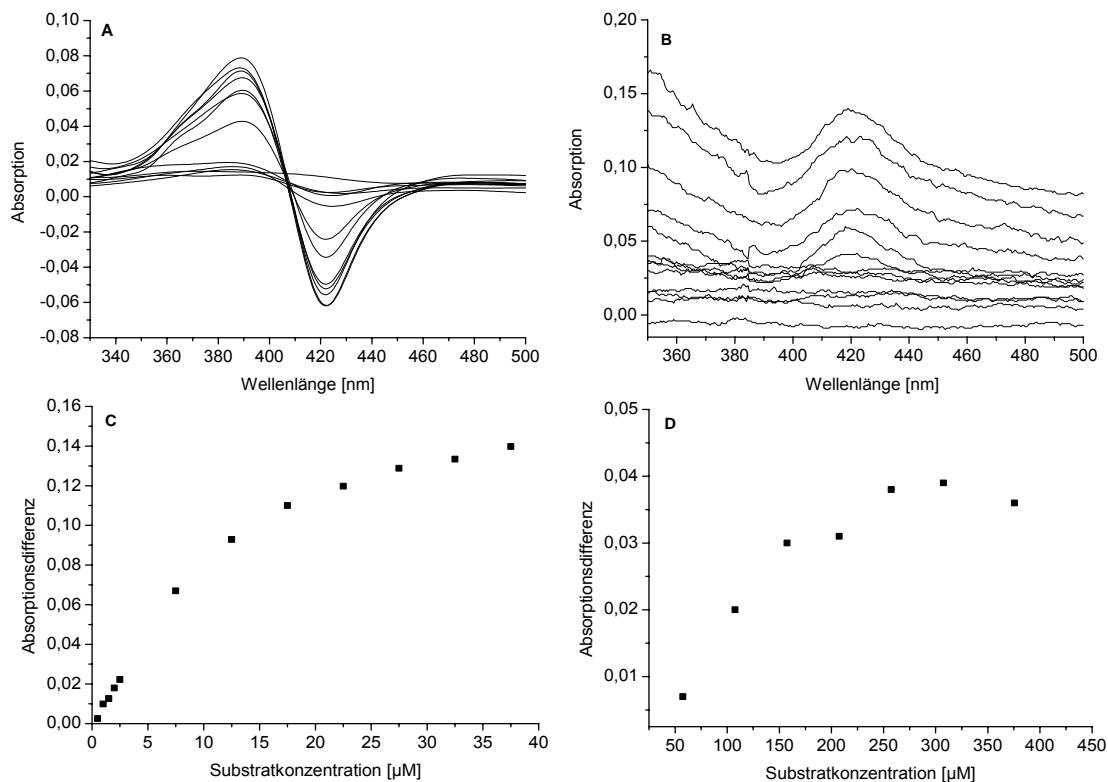 A
0,10
0,08
0,06
0,04
0,02
0,00
-0,02
-0,04
-0,06
-0,08
Absorption
340 360 380 400 420 440 460 480 500
Wellenlänge [nm]
B
0,20
0,15
0,10
0,05
0,00
Absorption
360 380 400 420 440 460 480 500
Wellenlänge [nm]
C
0,16
0,14
0,12
0,10
0,08
0,06
0,04
0,02
0,00
Absorptionsdifferenz
0 5 10 15 20 25 30 35 40
Substratkonzentration [µM]
D
0,05
0,04
0,03
0,02
0,01
Absorptionsdifferenz
50 100 150 200 250 300 350 400 450
Substratkonzentration [µM]